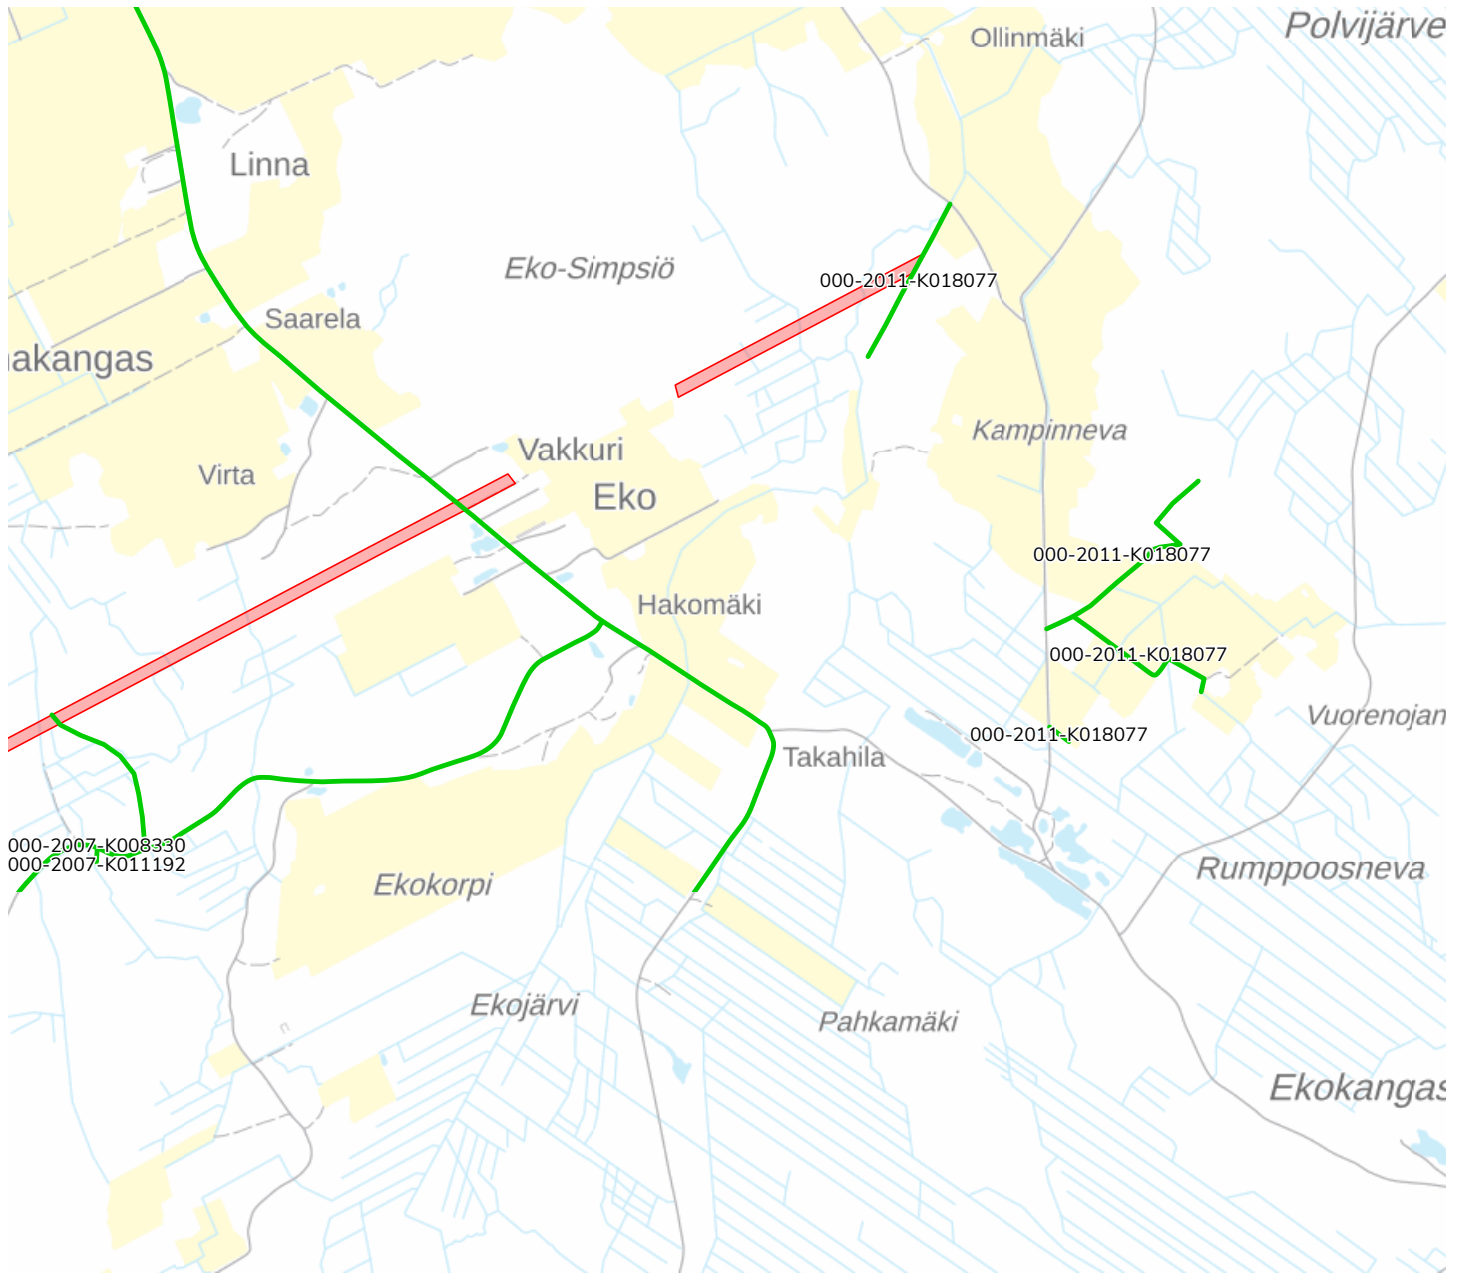 Polvijärve
Ollinmäki
Linna
Eko-Simpsiö
000-2011-K018077
Saarela
akangas
Kampinneva
Vakkuri
Virta
Eko
000-2011-K018077
Hakomäki
000-2011-K018077
Vuorenojan
000-2011-K018077
Takahila
000-2007-K008330
000-2007-K011192
Rumppoosneva
Ekokorpi
Ekojärvi
Pahkamäki
Ekokangas